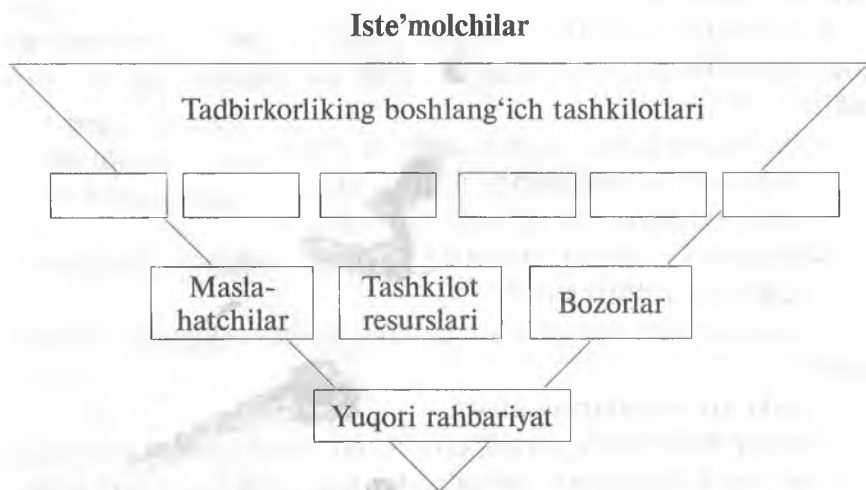 Iste’molchilar
Tadbirkorliking boshlang‘ich tashkilotlari
Masla-
hatchilar
Tashkilot
resurslari
Bozorlar
Yuqori rahbariyat